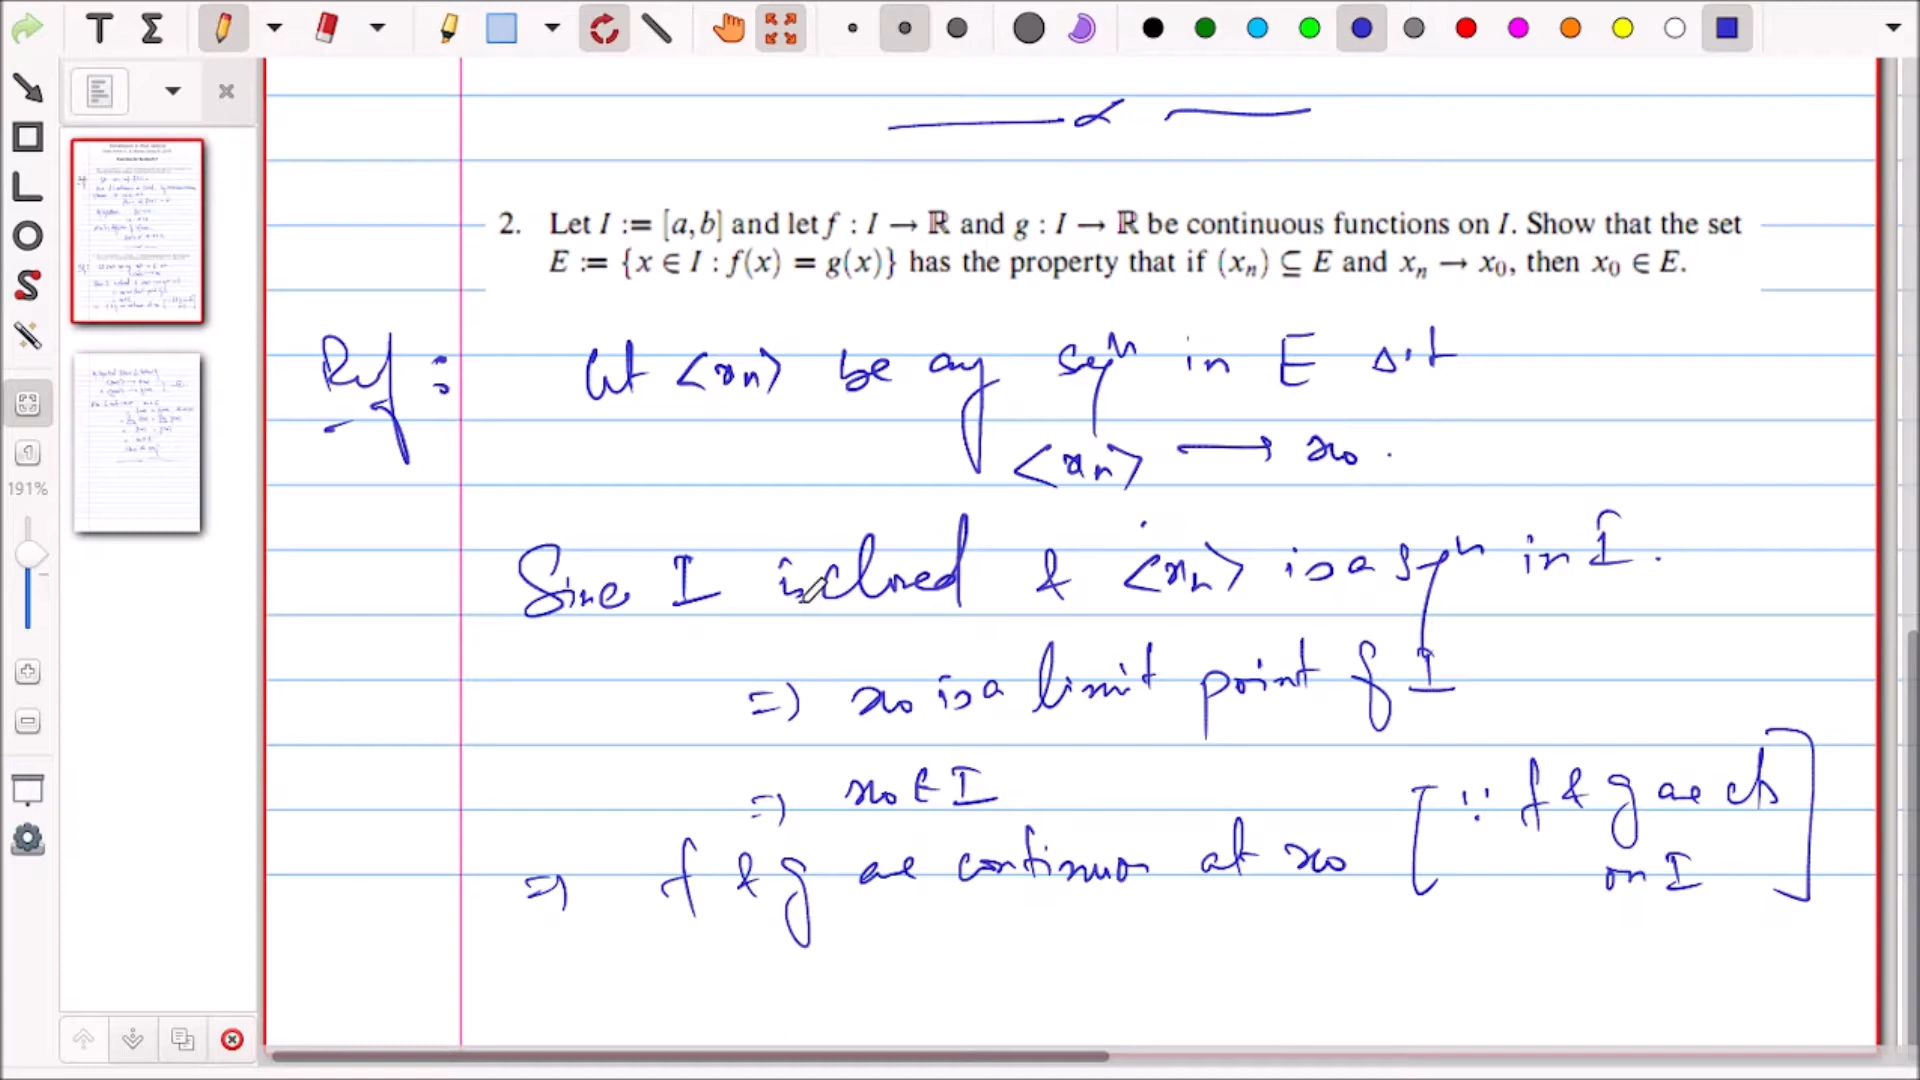 T Σ
191%
2. Let I := [a, b] and let f : I → ℝ and g : I → ℝ be continuous functions on I. Show that the set
E := {x ∈ I : f(x) = g(x)} has the property that if (xₙ) ⊆ E and xₙ → x₀, then x₀ ∈ E.
Prf : Let <xₙ> be any seqⁿ in E s.t
<xₙ> ⟶ x₀ .
Since I is closed & <xₙ> is a seqⁿ in I .
=> x₀ is a limit point of I
=> x₀ ∈ I
=> f & g are continuous at x₀ [ ∵ f & g are cts
on I ]